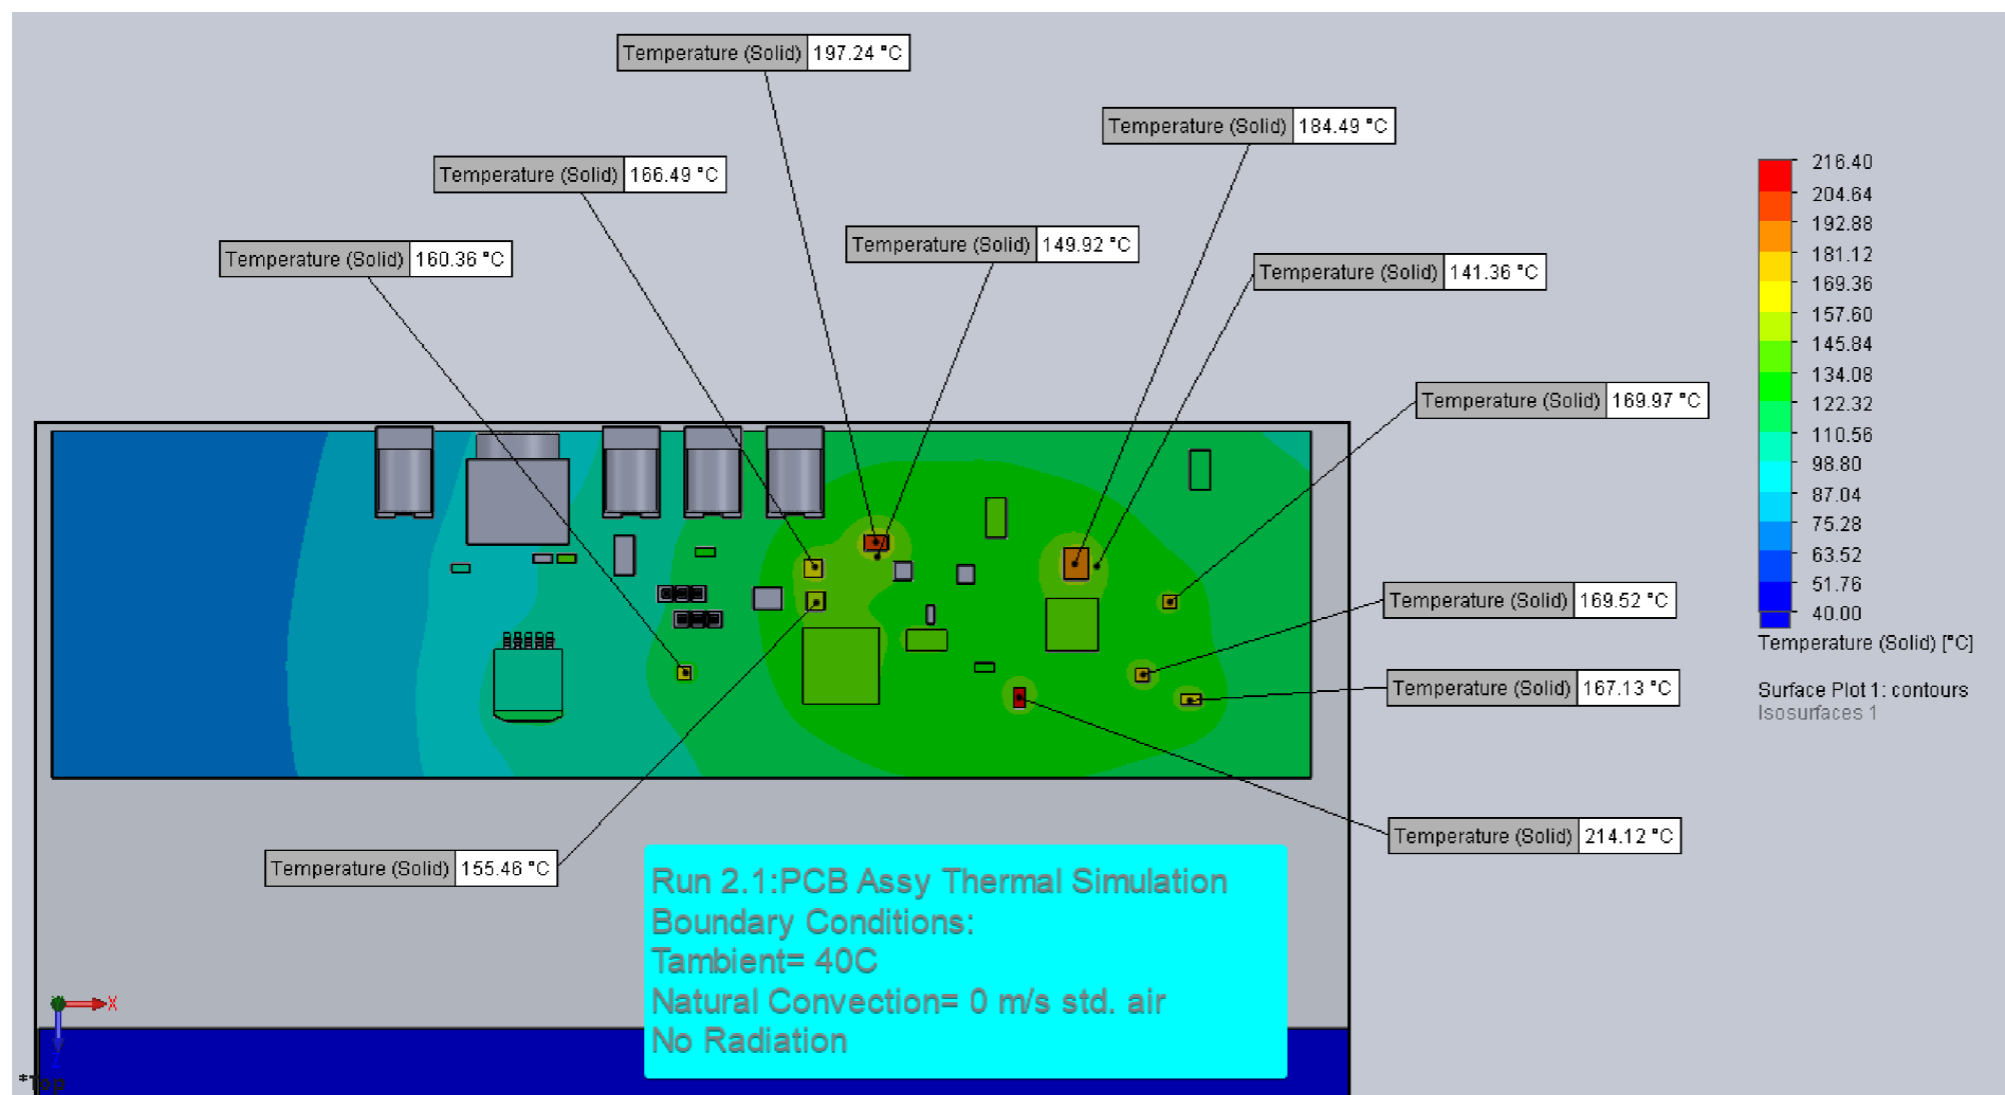 Temperature (Solid) 197.24 °C
Temperature (Solid) 184.49 °C
Temperature (Solid) 166.49 °C
Temperature (Solid) 149.92 °C
Temperature (Solid) 160.36 °C
Temperature (Solid) 141.36 °C
Temperature (Solid) 169.97 °C
Temperature (Solid) 169.52 °C
Temperature (Solid) 167.13 °C
Temperature (Solid) 214.12 °C
Temperature (Solid) 155.46 °C
216.40
204.64
192.88
181.12
169.36
157.60
145.84
134.08
122.32
110.56
98.80
87.04
75.28
63.52
51.76
40.00
Temperature (Solid) [°C]
Surface Plot 1: contours
Isosurfaces 1
Run 2.1:PCB Assy Thermal Simulation
Boundary Conditions:
Tambient= 40C
Natural Convection= 0 m/s std. air
No Radiation
X
Z
*Top